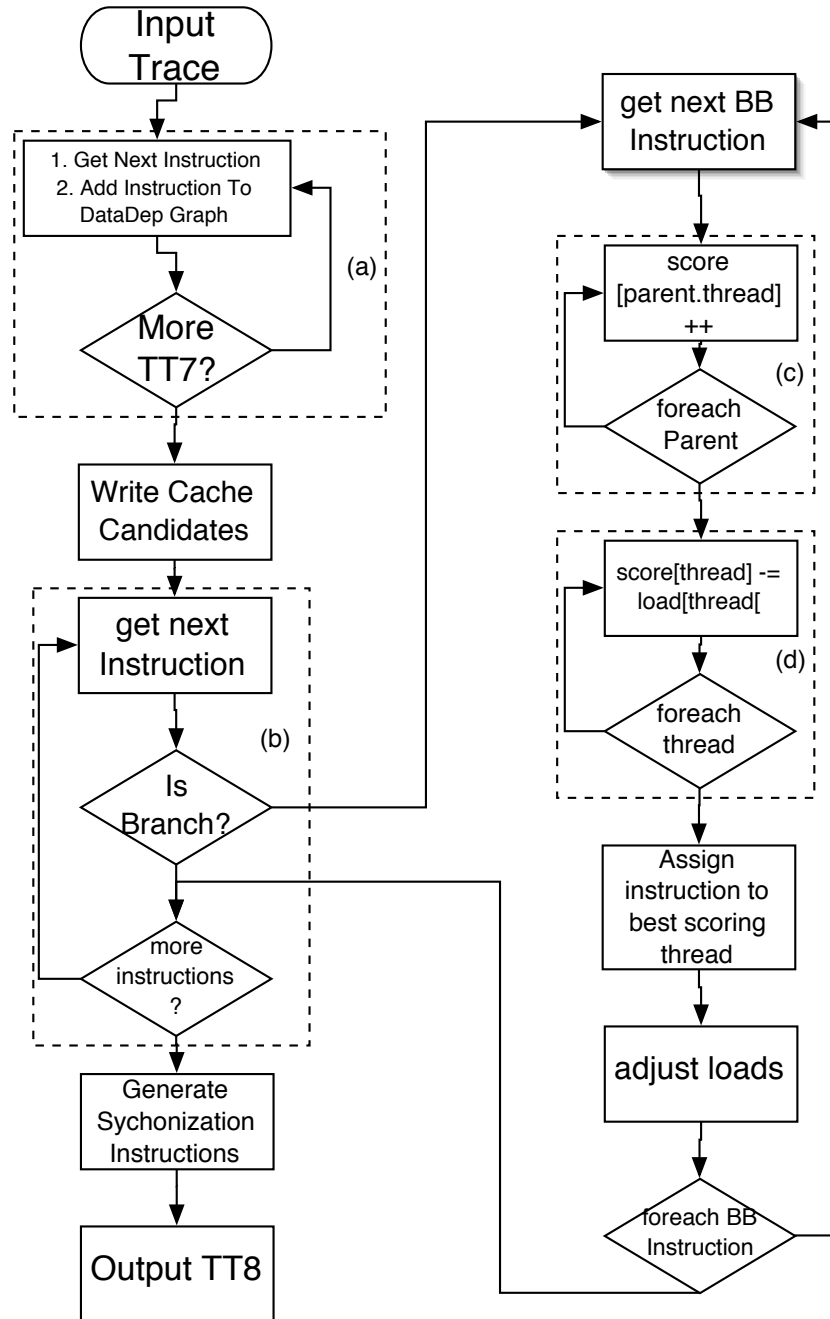 Input
Trace
1. Get Next Instruction
2. Add Instruction To
DataDep Graph
(a)
More
TT7?
Write Cache
Candidates
get next
Instruction
(b)
Is
Branch?
more
instructions
?
Generate
Sychonization
Instructions
Output TT8
get next BB
Instruction
score
[parent.thread]
++
(c)
foreach
Parent
score[thread] -=
load[thread[
(d)
foreach
thread
Assign
instruction to
best scoring
thread
adjust loads
foreach BB
Instruction